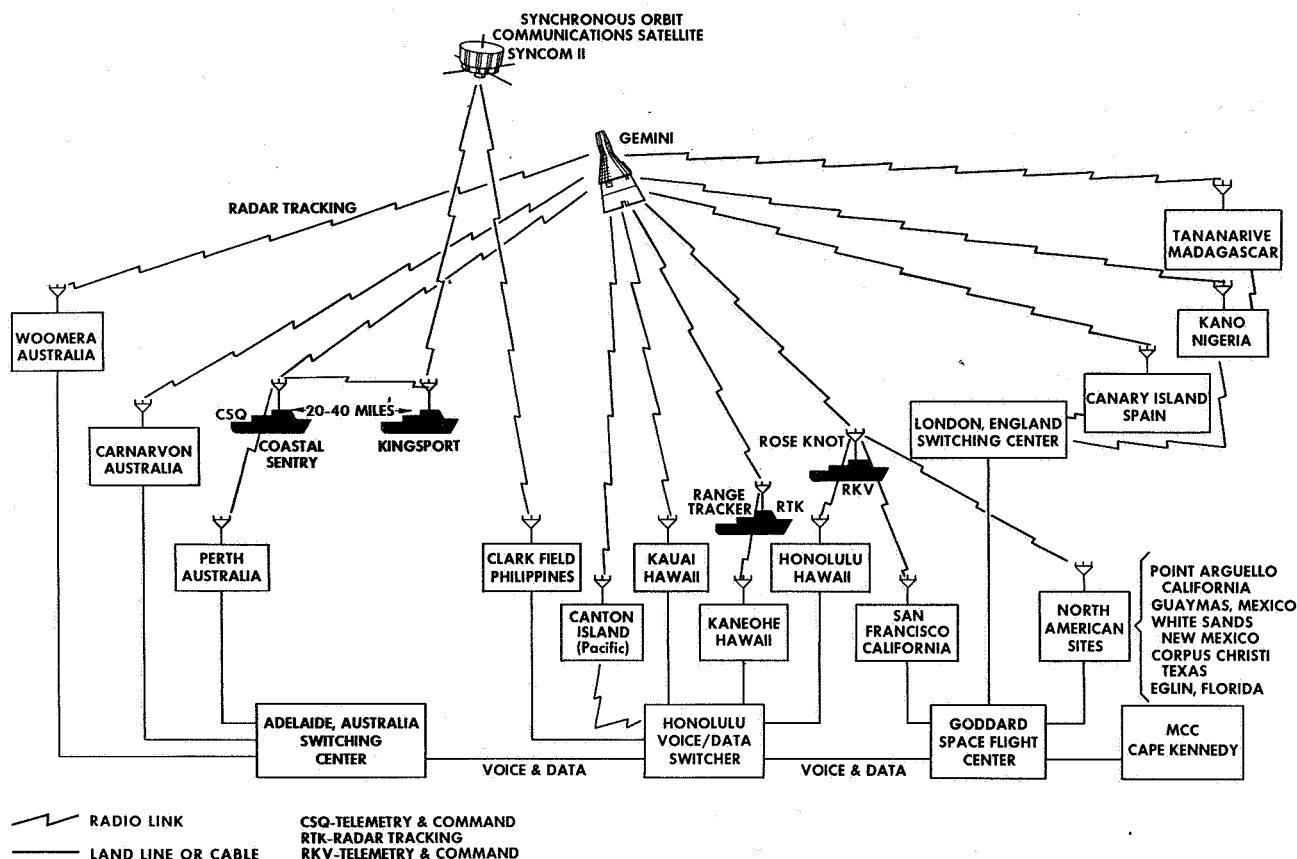 SYNCHRONOUS ORBIT
COMMUNICATIONS SATELLITE
SYNCOM II
GEMINI
RADAR TRACKING
TANANARIVE
MADAGASCAR
WOOMERA
AUSTRALIA
KANO
NIGERIA
CANARY ISLAND
SPAIN
LONDON, ENGLAND
SWITCHING CENTER
CSQ
20-40 MILES
COASTAL
SENTRY
KINGSPORT
CARNARVON
AUSTRALIA
ROSE KNOT
RKV
RANGE
TRACKER
RTK
PERTH
AUSTRALIA
CLARK FIELD
PHILIPPINES
KAUAI
HAWAII
HONOLULU
HAWAII
CANTON
ISLAND
(Pacific)
KANEOHE
HAWAII
SAN
FRANCISCO
CALIFORNIA
NORTH
AMERICAN
SITES
POINT ARGUELLO
CALIFORNIA
GUAYMAS, MEXICO
WHITE SANDS
NEW MEXICO
CORPUS CHRISTI
TEXAS
EGLIN, FLORIDA
ADELAIDE, AUSTRALIA
SWITCHING
CENTER
VOICE & DATA
HONOLULU
VOICE/DATA
SWITCHER
VOICE & DATA
GODDARD
SPACE FLIGHT
CENTER
MCC
CAPE KENNEDY
RADIO LINK
LAND LINE OR CABLE
CSQ-TELEMETRY & COMMAND
RTK-RADAR TRACKING
RKV-TELEMETRY & COMMAND